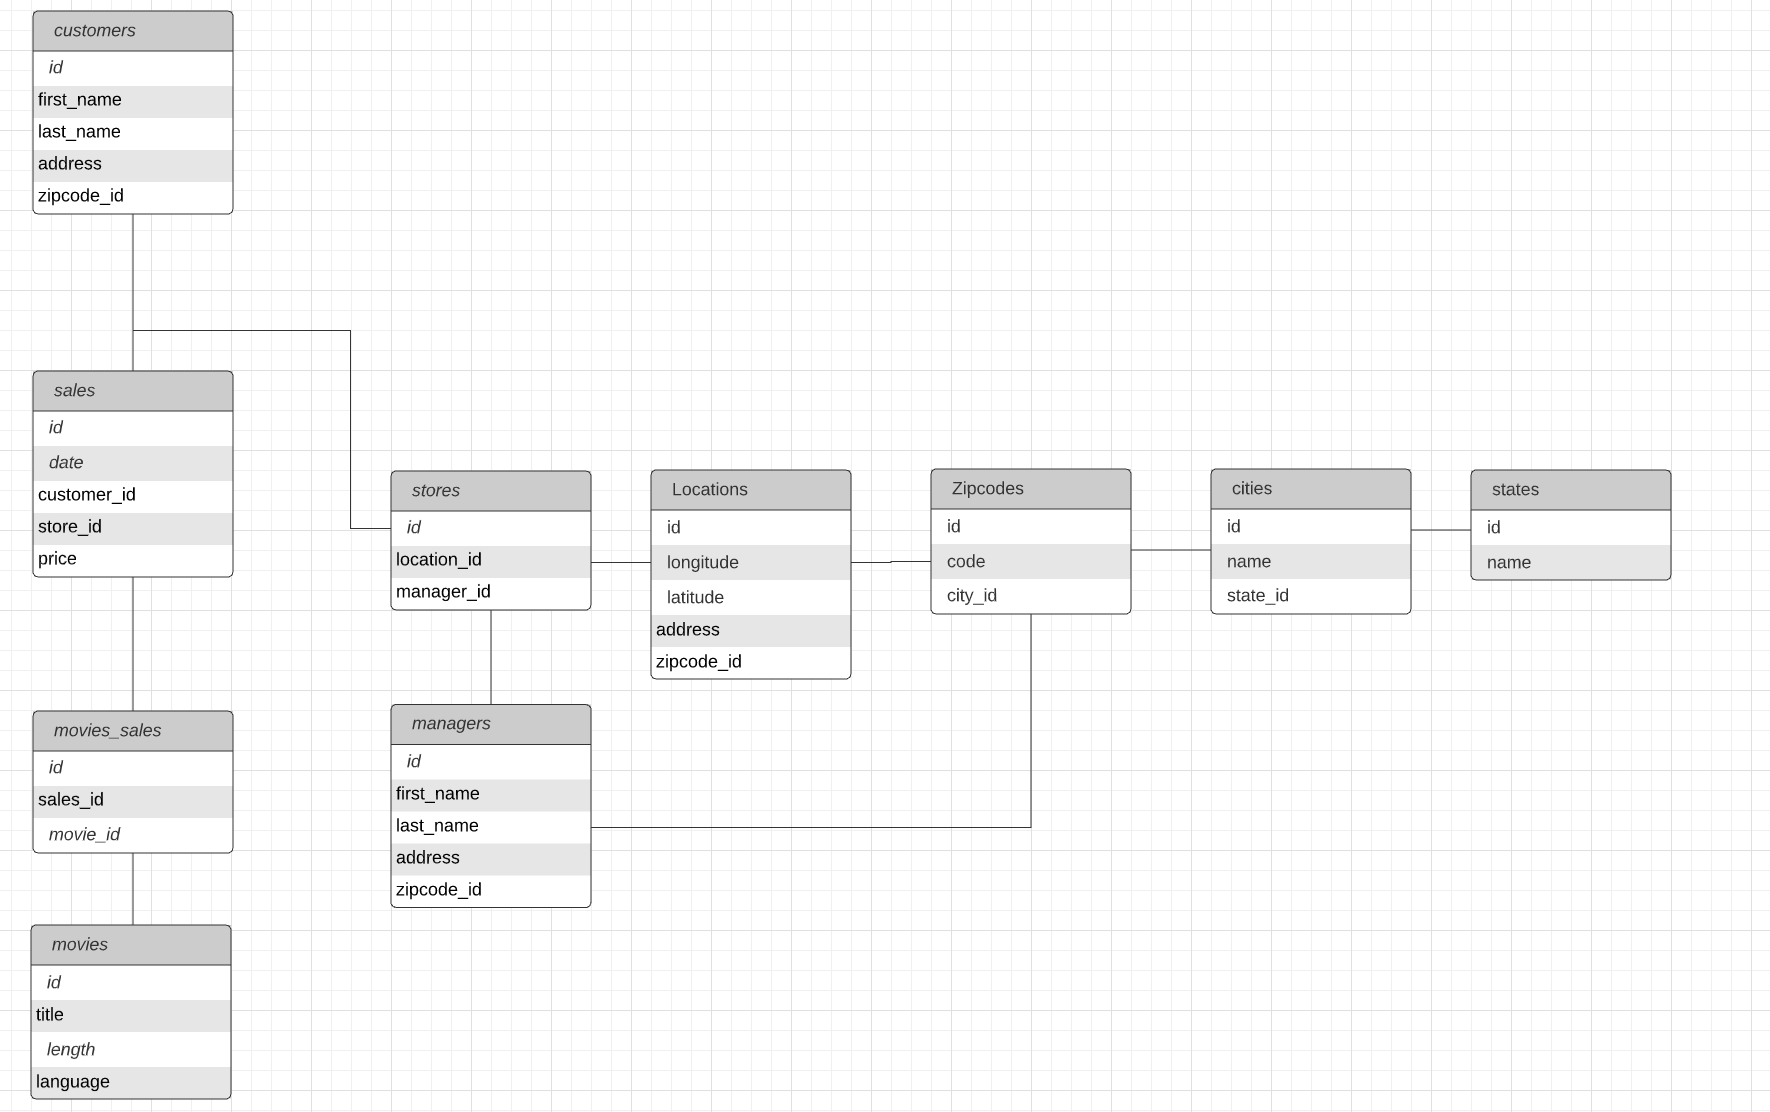 customers
id
first_name
last_name
address
zipcode_id
sales
id
date
customer_id
store_id
price
stores
id
location_id
manager_id
Locations
id
longitude
latitude
address
zipcode_id
Zipcodes
id
code
city_id
cities
id
name
state_id
states
id
name
movies_sales
id
sales_id
movie_id
managers
id
first_name
last_name
address
zipcode_id
movies
id
title
length
language